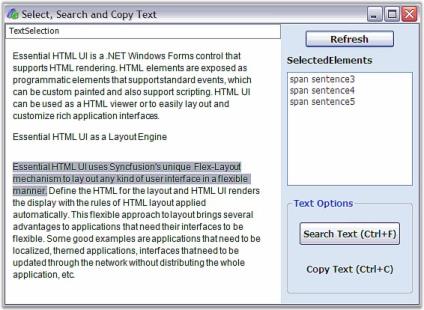 Select, Search and Copy Text
TextSelection
Essential HTML UI is a .NET Windows Forms control that
supports HTML rendering. HTML elements are exposed as
programmatic elements that support standard events, which
can be custom painted and also support scripting. HTML UI
can be used as a HTML viewer or to easily lay out and
customize rich application interfaces.
Essential HTML UI as a Layout Engine
Essential HTML UI uses Syncfusion's unique Flex-Layout
mechanism to lay out any kind of user interface in a flexible
manner. Define the HTML for the layout and HTML UI renders
the display with the rules of HTML layout applied
automatically. This flexible approach to layout brings several
advantages to applications that need their interfaces to be
flexible. Some good examples are applications that need to be
localized, themed applications, interfaces that need to be
updated through the network without distributing the whole
application, etc.
Refresh
SelectedElements
span sentence3
span sentence4
span sentence5
Text Options
Search Text (Ctrl+F)
Copy Text (Ctrl+C)